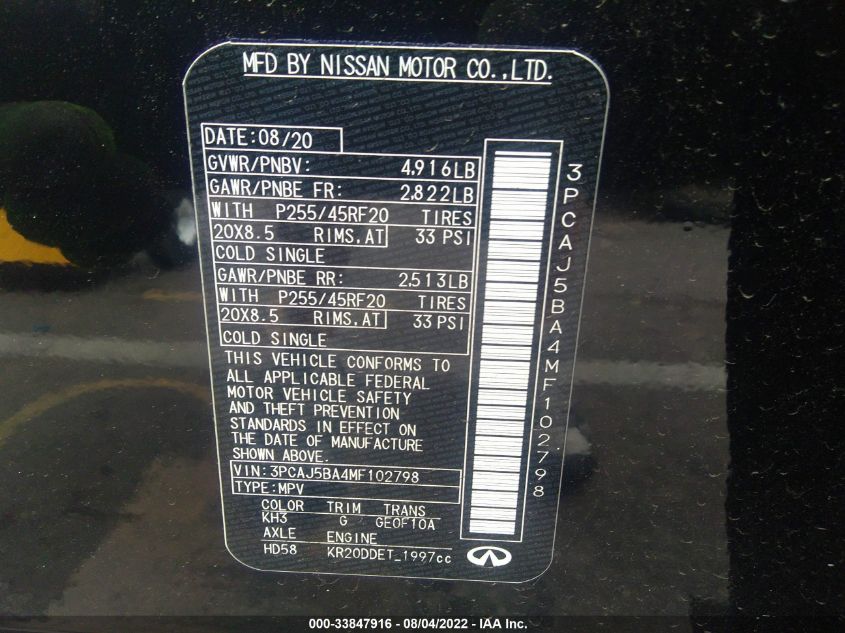 MFD BY NISSAN MOTOR CO.,LTD.
DATE:08/20
GVWR/PNBV: 4.916LB
GAWR/PNBE FR: 2.822LB
WITH P255/45RF20 TIRES
20X8.5 RIMS.AT 33 PSI
COLD SINGLE
GAWR/PNBE RR: 2.513LB
WITH P255/45RF20 TIRES
20X8.5 RIMS.AT 33 PSI
COLD SINGLE
THIS VEHICLE CONFORMS TO
ALL APPLICABLE FEDERAL
MOTOR VEHICLE SAFETY
AND THEFT PREVENTION
STANDARDS IN EFFECT ON
THE DATE OF MANUFACTURE
SHOWN ABOVE.
VIN:3PCAJ5BA4MF102798
TYPE:MPV
COLOR TRIM TRANS
KH3 G GE0F10A
AXLE ENGINE
HD58 KR20DDET_1997cc
3PCAJ5BA4MF102798
000-33847916 - 08/04/2022 - IAA Inc.